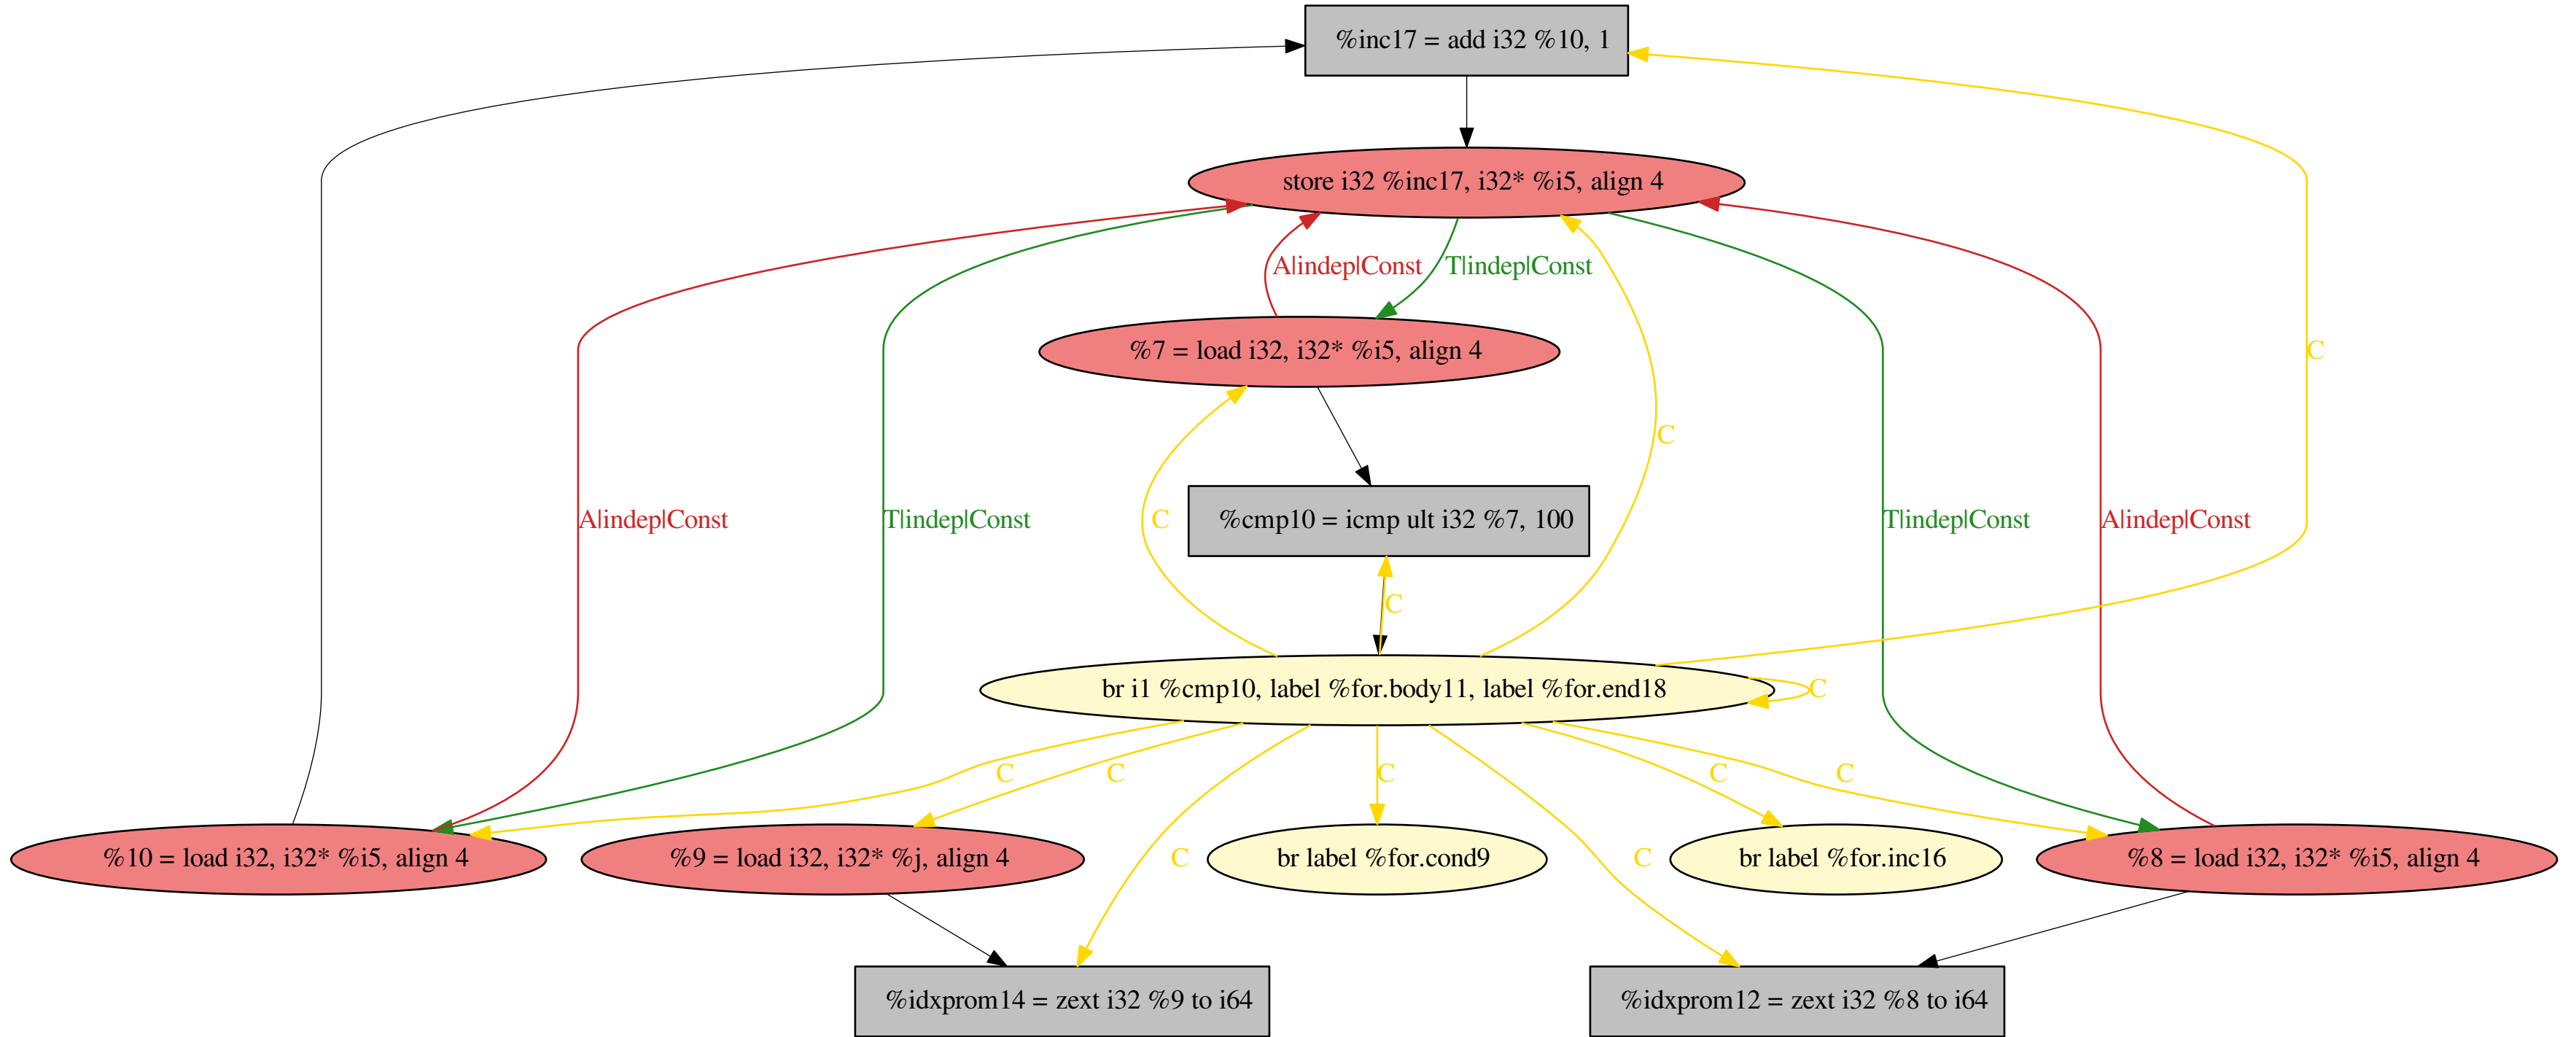 %inc17 = add i32 %10, 1
store i32 %inc17, i32* %i5, align 4
A|indep|Const
T|indep|Const
%7 = load i32, i32* %i5, align 4
C
C
A|indep|Const
T|indep|Const
C
%cmp10 = icmp ult i32 %7, 100
T|indep|Const
A|indep|Const
C
br i1 %cmp10, label %for.body11, label %for.end18
C
C
C
C
C
C
%10 = load i32, i32* %i5, align 4
%9 = load i32, i32* %j, align 4
C
br label %for.cond9
C
br label %for.inc16
%8 = load i32, i32* %i5, align 4
%idxprom14 = zext i32 %9 to i64
%idxprom12 = zext i32 %8 to i64